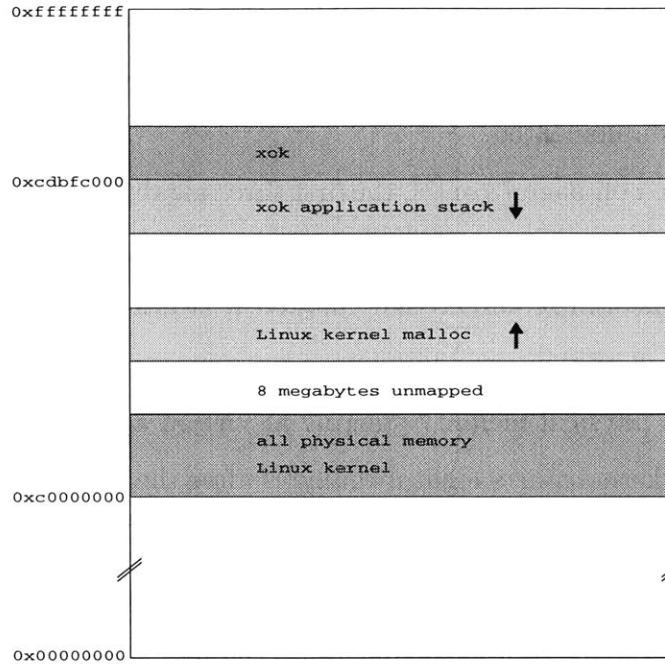 0xffffffff
xok
0xcdbfc000
xok application stack
Linux kernel malloc
8 megabytes unmapped
all physical memory
Linux kernel
0xc0000000
0x00000000